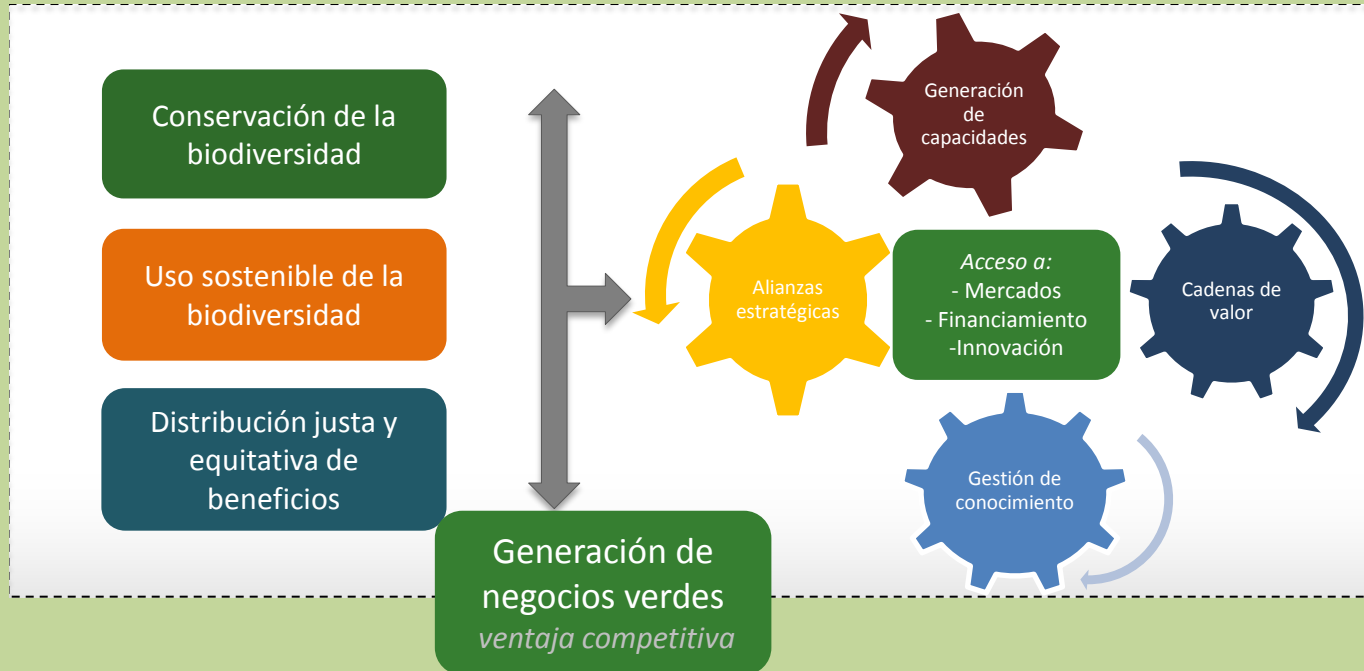 Conservación de la
biodiversidad
Uso sostenible de la
biodiversidad
Distribución justa y
equitativa de
beneficios
Generación de
negocios verdes
ventaja competitiva
Generación
de
capacidades
Alianzas
estratégicas
Acceso a:
- Mercados
- Financiamiento
-Innovación
Cadenas de
valor
Gestión de
conocimiento